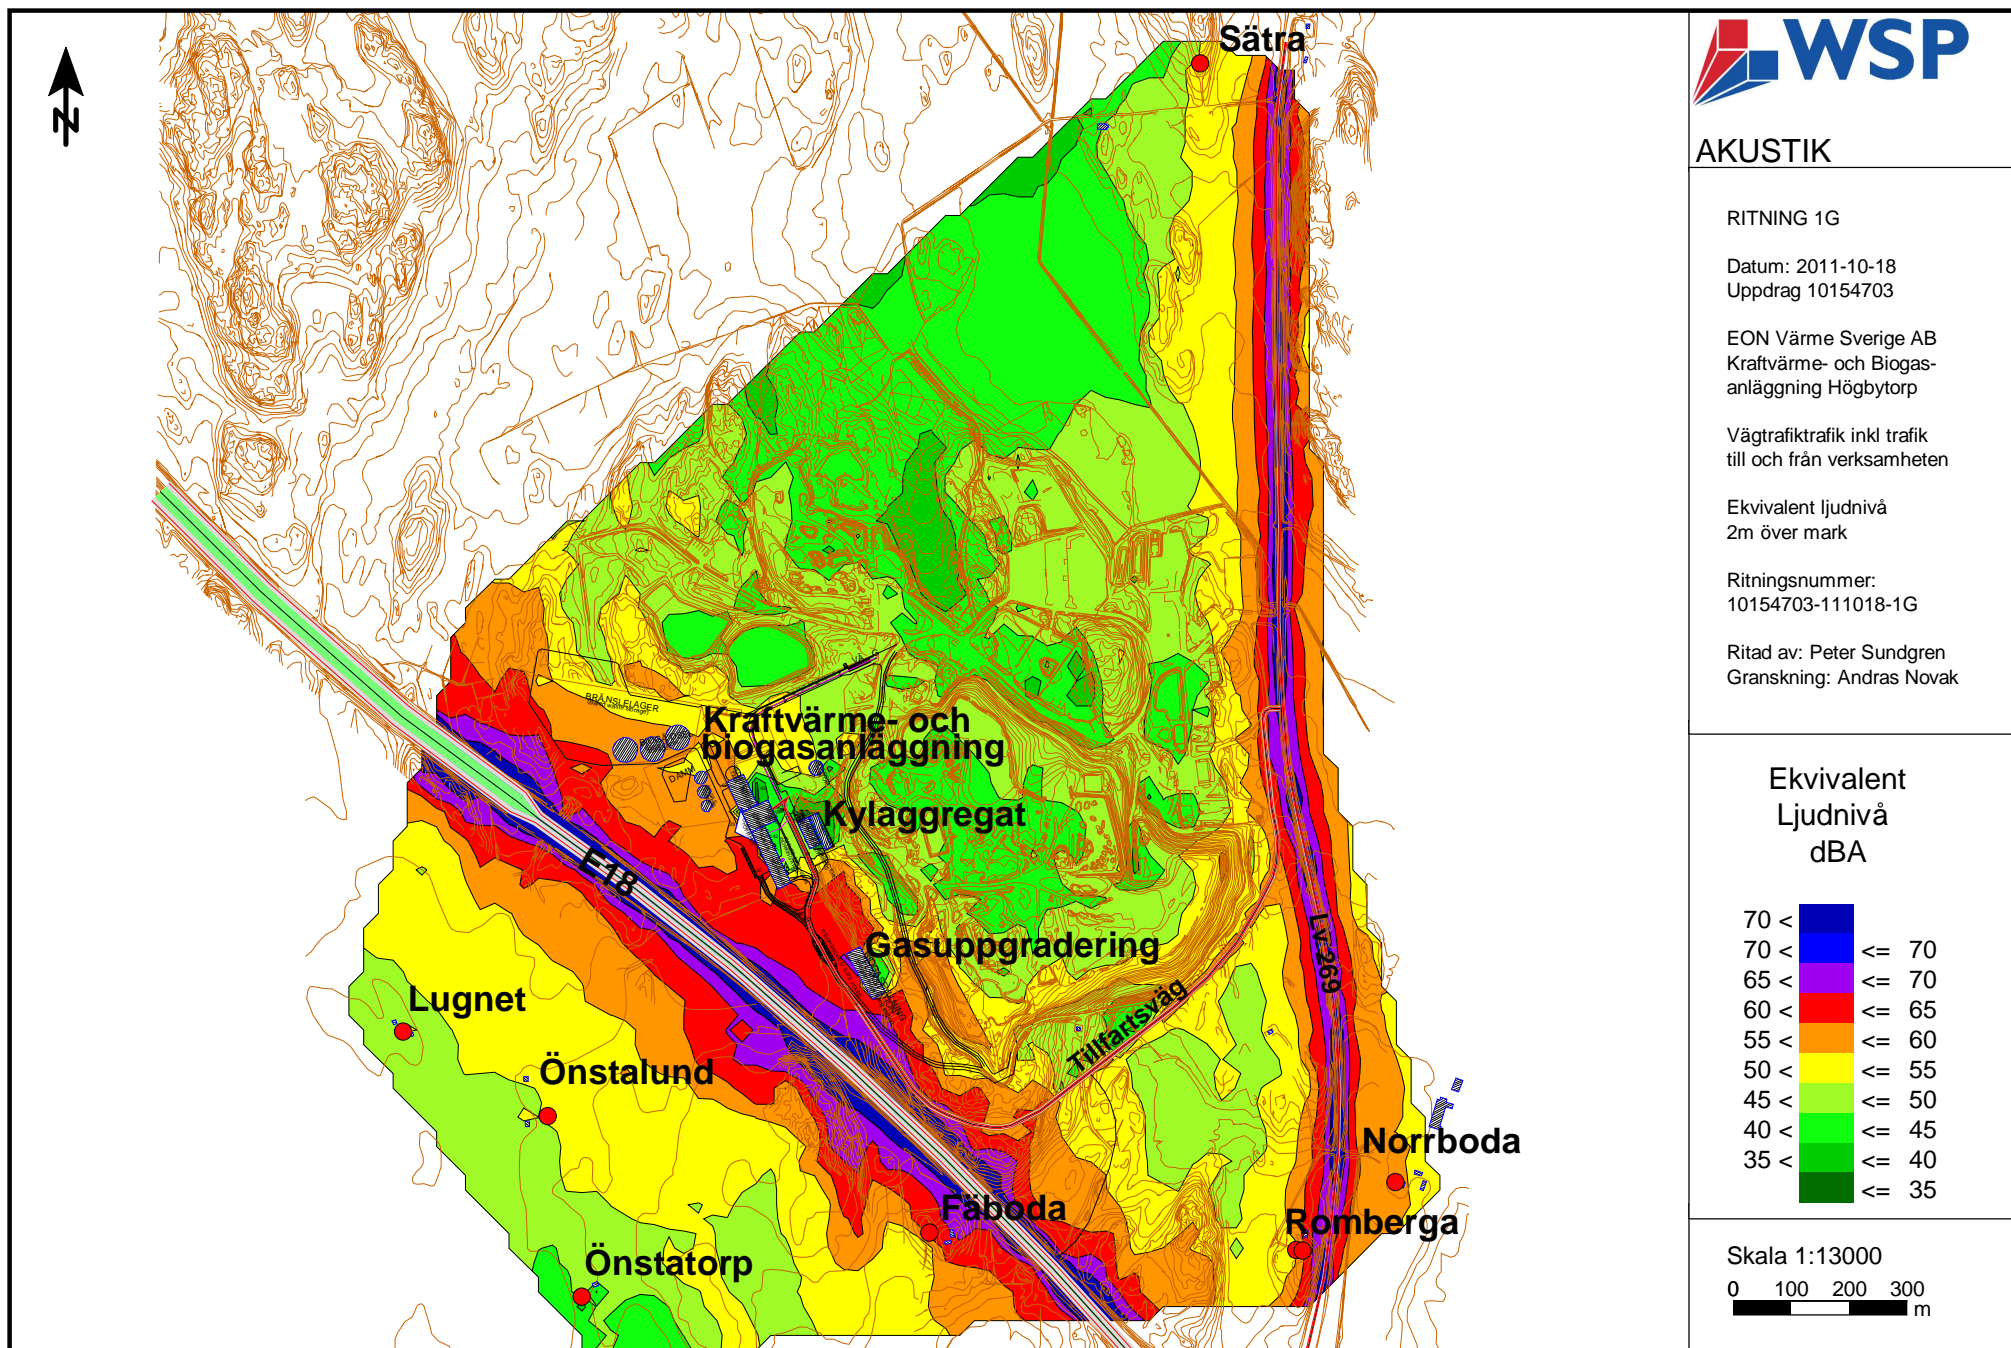 N
Sätra
BRÄNSLELAGER
Kraftvärme- och
biogasanläggning
DAMM
Kylaggregat
E18
Gasuppgradering
Lv 269
Lugnet
Tillfartsväg
Önstalund
Norrboda
Fäboda
Romberga
Önstatorp
WSP
AKUSTIK
RITNING 1G
Datum: 2011-10-18
Uppdrag 10154703
EON Värme Sverige AB
Kraftvärme- och Biogas-
anläggning Högbytorp
Vägtrafiktrafik inkl trafik
till och från verksamheten
Ekvivalent ljudnivå
2m över mark
Ritningsnummer:
10154703-111018-1G
Ritad av: Peter Sundgren
Granskning: Andras Novak
Ekvivalent
Ljudnivå
dBA
70 <
70 < <= 70
65 < <= 70
60 < <= 65
55 < <= 60
50 < <= 55
45 < <= 50
40 < <= 45
35 < <= 40
<= 35
Skala 1:13000
0 100 200 300
m